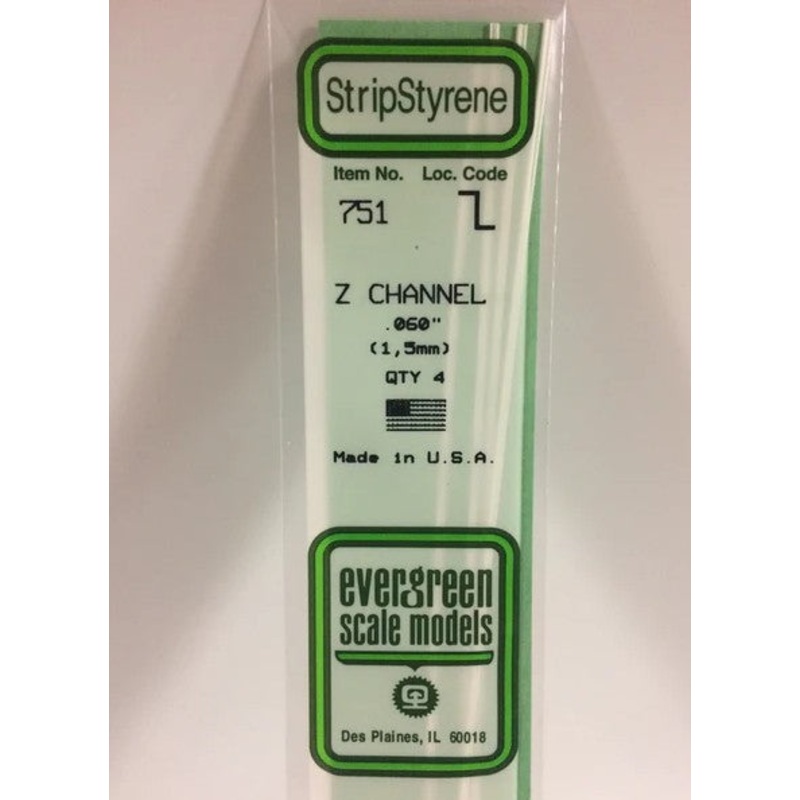 StripStyrene
Item No. Loc. Code
751
Z CHANNEL
.060"
(1,5mm)
QTY 4
Made in U.S.A.
evergreen
scale models
Des Plaines, IL 60018